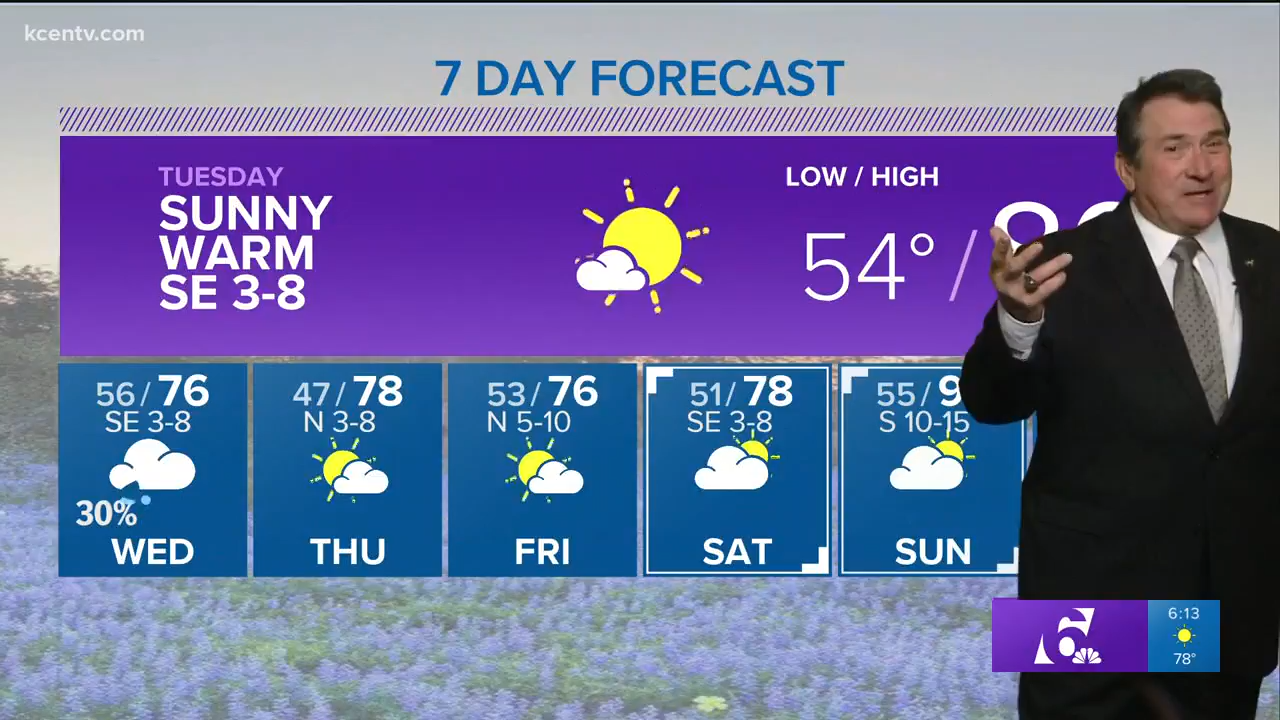 kcentv.com
7 DAY FORECAST
TUESDAY
SUNNY
WARM
SE 3-8
LOW / HIGH
54° /
56 / 76
SE 3-8
30%
WED
47 / 78
N 3-8
THU
53 / 76
N 5-10
FRI
51 / 78
SE 3-8
SAT
55 / 
S 10-15
SUN
6
6:13
78°